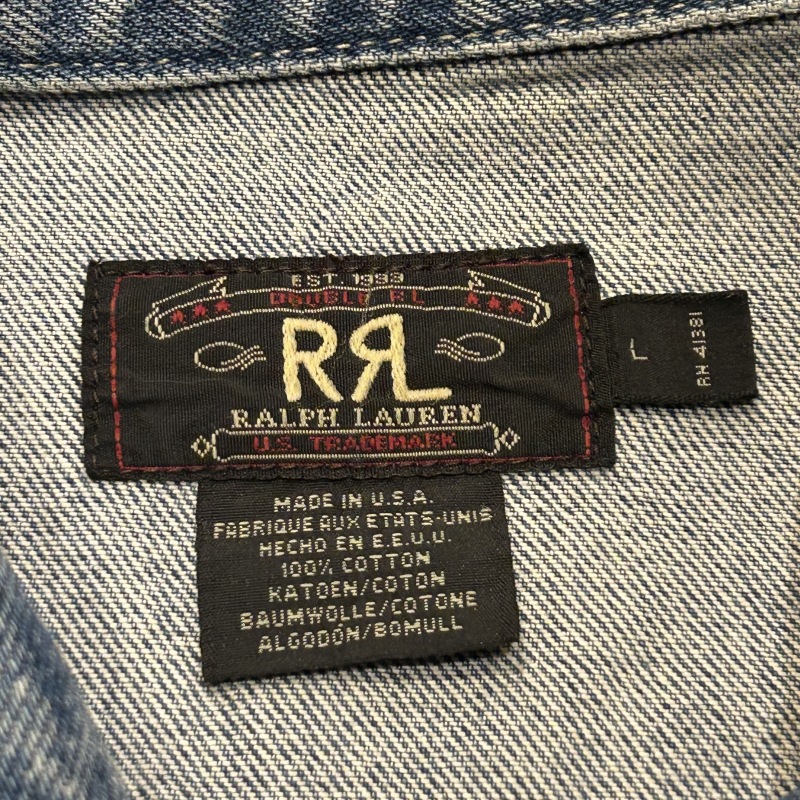 EST. 1993
DOUBLE RL
RRL
RALPH LAUREN
U.S. TRADEMARK
L
RN 41381
MADE IN U.S.A.
FABRIQUE AUX ETATS-UNIS
HECHO EN E.E.U.U.
100% COTTON
KATOEN/COTON
BAUMWOLLE/COTONE
ALGODON/BOMULL